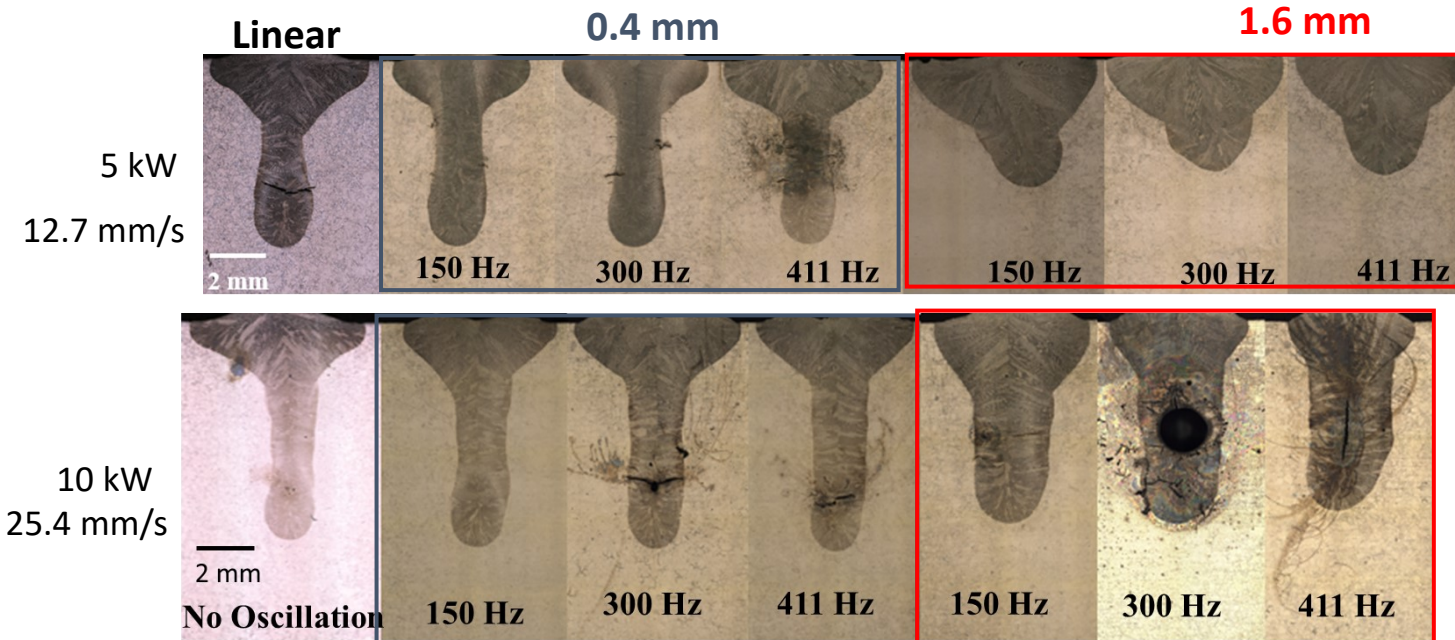 Linear
0.4 mm
1.6 mm
5 kW
12.7 mm/s
2 mm
150 Hz
300 Hz
411 Hz
150 Hz
300 Hz
411 Hz
10 kW
25.4 mm/s
2 mm
No Oscillation
150 Hz
300 Hz
411 Hz
150 Hz
300 Hz
411 Hz